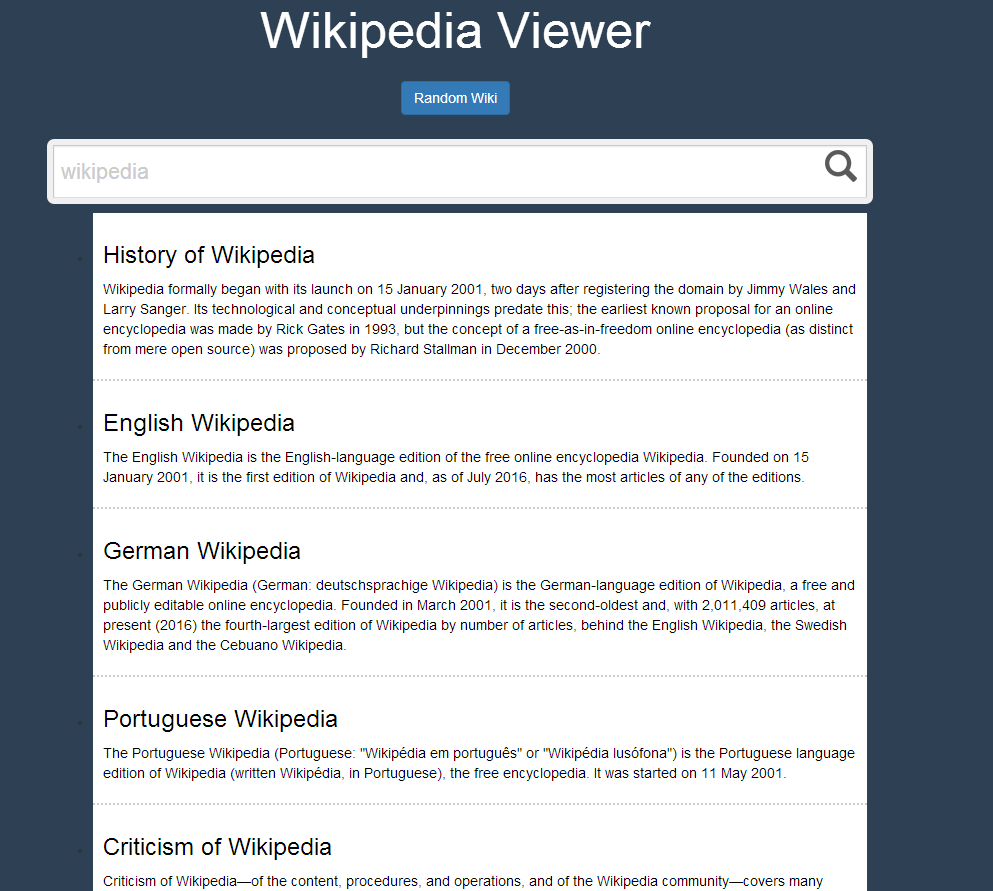 Wikipedia Viewer
Random Wiki
wikipedia
History of Wikipedia
Wikipedia formally began with its launch on 15 January 2001, two days after registering the domain by Jimmy Wales and
Larry Sanger. Its technological and conceptual underpinnings predate this; the earliest known proposal for an online
encyclopedia was made by Rick Gates in 1993, but the concept of a free-as-in-freedom online encyclopedia (as distinct
from mere open source) was proposed by Richard Stallman in December 2000.
English Wikipedia
The English Wikipedia is the English-language edition of the free online encyclopedia Wikipedia. Founded on 15
January 2001, it is the first edition of Wikipedia and, as of July 2016, has the most articles of any of the editions.
German Wikipedia
The German Wikipedia (German: deutschsprachige Wikipedia) is the German-language edition of Wikipedia, a free and
publicly editable online encyclopedia. Founded in March 2001, it is the second-oldest and, with 2,011,409 articles, at
present (2016) the fourth-largest edition of Wikipedia by number of articles, behind the English Wikipedia, the Swedish
Wikipedia and the Cebuano Wikipedia.
Portuguese Wikipedia
The Portuguese Wikipedia (Portuguese: "Wikipédia em português" or "Wikipédia lusófona") is the Portuguese language
edition of Wikipedia (written Wikipédia, in Portuguese), the free encyclopedia. It was started on 11 May 2001.
Criticism of Wikipedia
Criticism of Wikipedia—of the content, procedures, and operations, and of the Wikipedia community—covers many